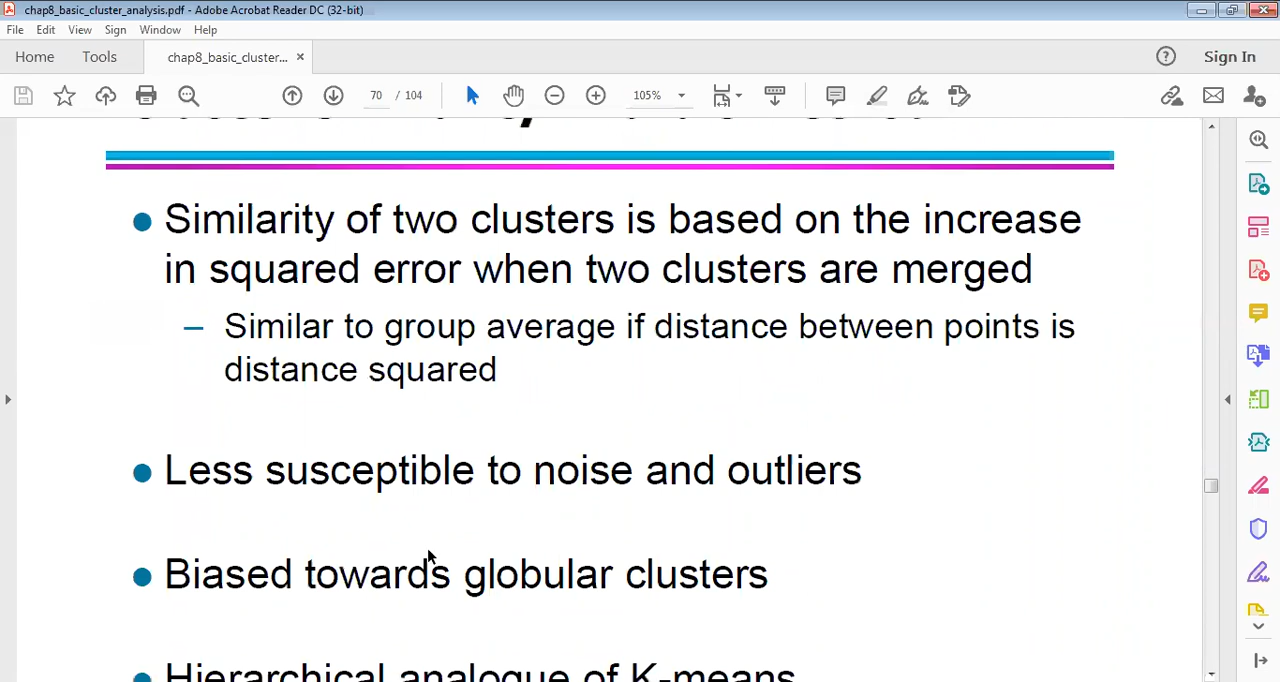 chap8_basic_cluster_analysis.pdf - Adobe Acrobat Reader DC (32-bit)
File Edit View Sign Window Help
Home Tools chap8_basic_cluster... × Sign In
70 / 104 105%
Similarity of two clusters is based on the increase
in squared error when two clusters are merged
– Similar to group average if distance between points is
distance squared
Less susceptible to noise and outliers
Biased towards globular clusters
Hierarchical analogue of K-means